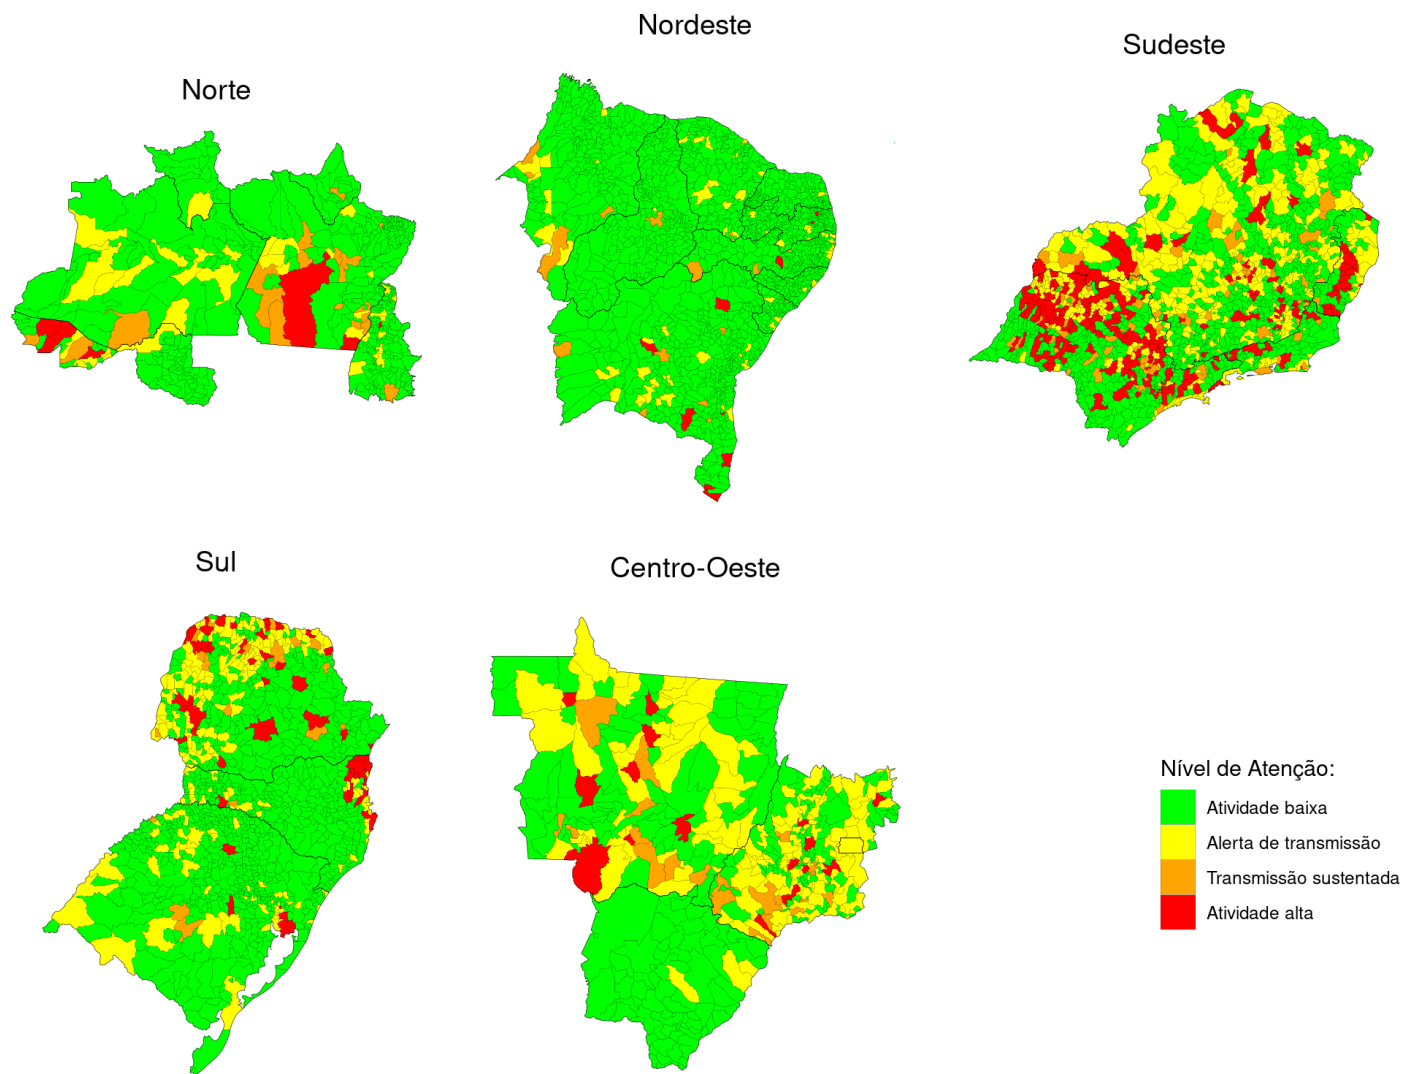 Norte
Nordeste
Sudeste
Sul
Centro-Oeste
Nível de Atenção:
Atividade baixa
Alerta de transmissão
Transmissão sustentada
Atividade alta